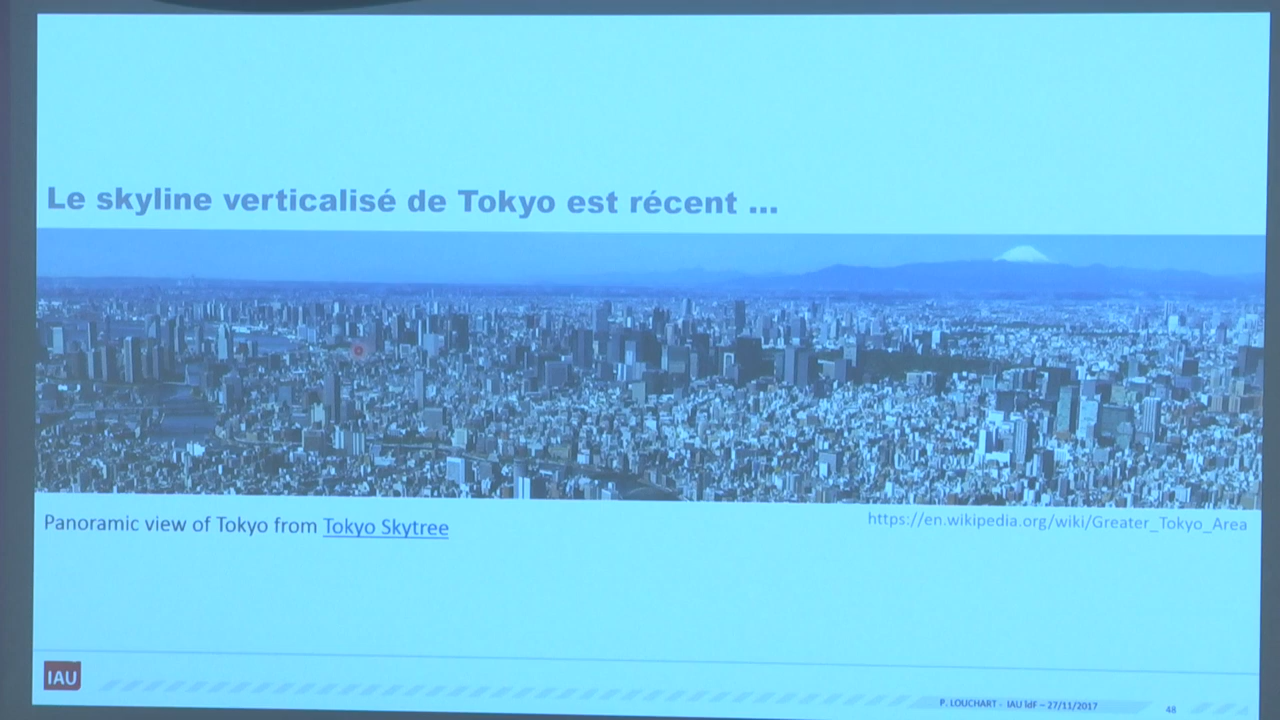 Le skyline verticalisé de Tokyo est récent ...
Panoramic view of Tokyo from Tokyo Skytree
https://en.wikipedia.org/wiki/Greater_Tokyo_Area
IAU
P. LOUCHART - IAU îdF – 27/11/2017
48